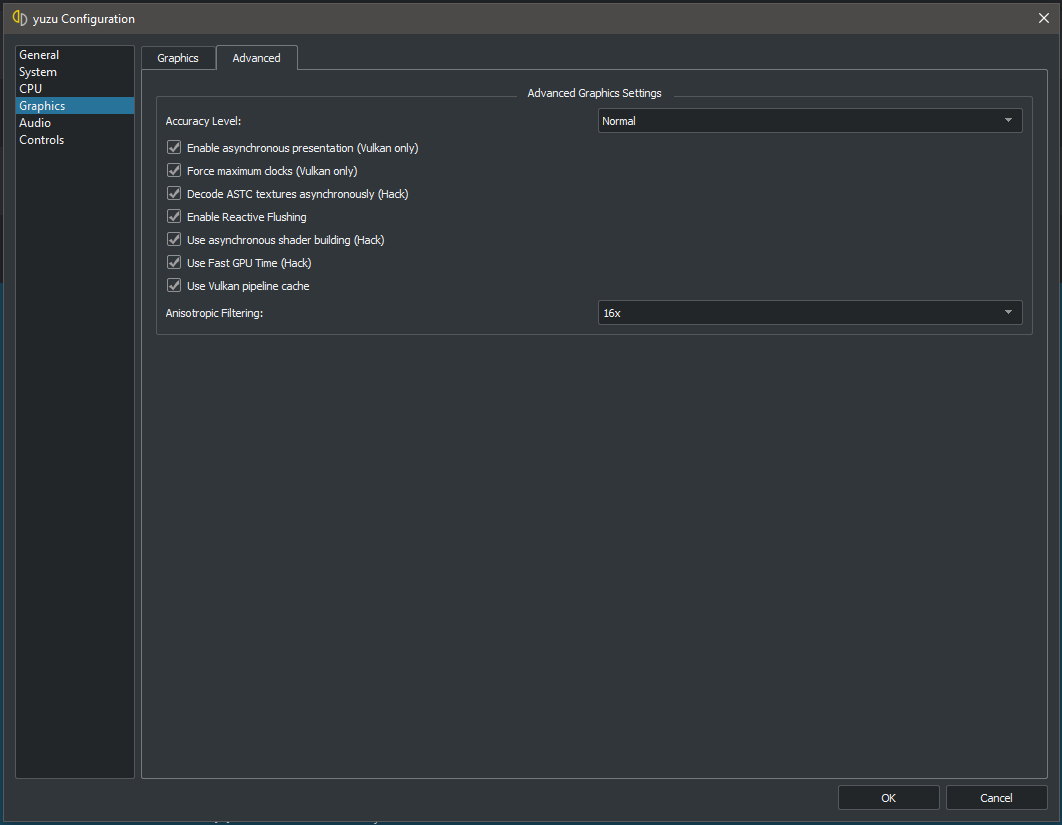 yuzu Configuration
General
System
CPU
Graphics
Audio
Controls
Graphics
Advanced
Advanced Graphics Settings
Accuracy Level:
Normal
Enable asynchronous presentation (Vulkan only)
Force maximum clocks (Vulkan only)
Decode ASTC textures asynchronously (Hack)
Enable Reactive Flushing
Use asynchronous shader building (Hack)
Use Fast GPU Time (Hack)
Use Vulkan pipeline cache
Anisotropic Filtering:
16x
OK
Cancel